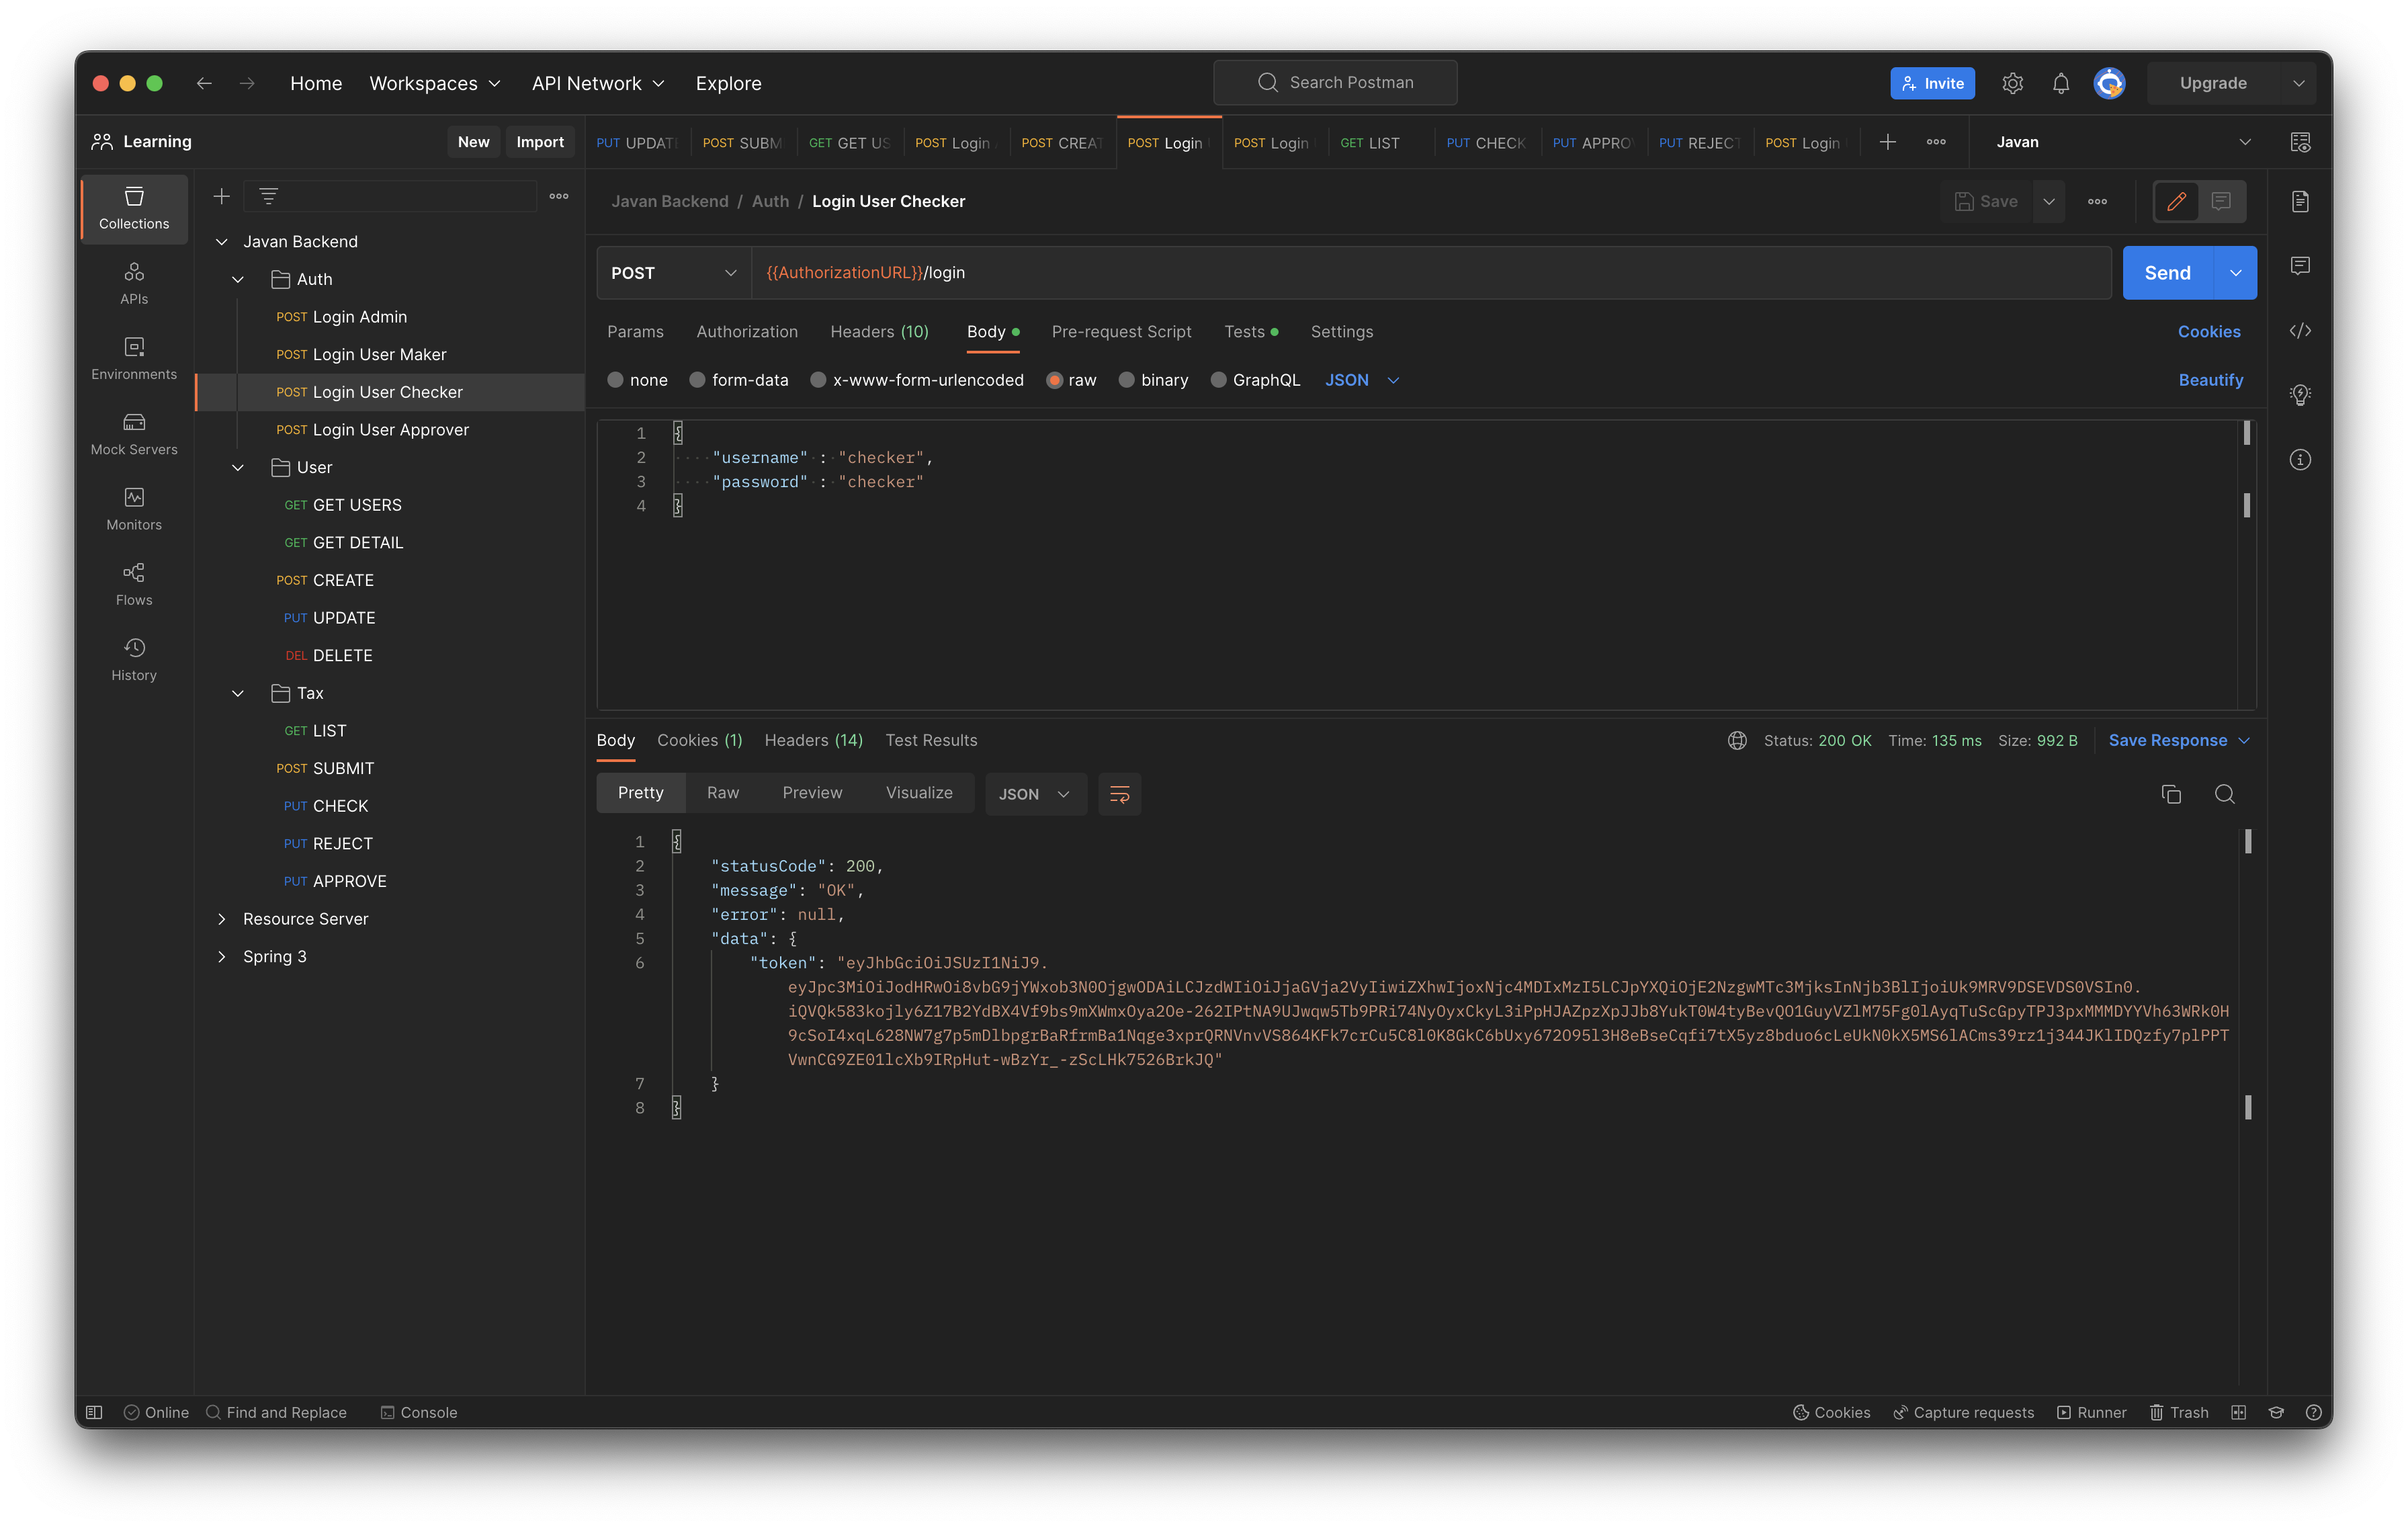 Home Workspaces API Network Explore
Search Postman
Invite Upgrade
Learning New Import
PUT UPDATE
POST SUBM
GET GET US
POST Login
POST CREAT
POST Login
POST Login
GET LIST
PUT CHECK
PUT APPRO
PUT REJECT
POST Login
Javan
Collections
APIs
Environments
Mock Servers
Monitors
Flows
History
Javan Backend
Auth
POST Login Admin
POST Login User Maker
POST Login User Checker
POST Login User Approver
User
GET GET USERS
GET GET DETAIL
POST CREATE
PUT UPDATE
DEL DELETE
Tax
GET LIST
POST SUBMIT
PUT CHECK
PUT REJECT
PUT APPROVE
Resource Server
Spring 3
Javan Backend / Auth / Login User Checker
Save
POST {{AuthorizationURL}}/login
Send
Params Authorization Headers (10) Body Pre-request Script Tests Settings Cookies
none form-data x-www-form-urlencoded raw binary GraphQL JSON Beautify
1 {
2 "username" : "checker",
3 "password" : "checker"
4 }
Body Cookies (1) Headers (14) Test Results Status: 200 OK Time: 135 ms Size: 992 B Save Response
Pretty Raw Preview Visualize JSON
1 {
2 "statusCode": 200,
3 "message": "OK",
4 "error": null,
5 "data": {
6 "token": "eyJhbGciOiJSUzI1NiJ9.
eyJpc3MiOiJodHRwOi8vbG9jYWxob3N0OjgwODAiLCJzdWIiOiJjaGVja2VyIiwiZXhwIjoxNjc4MDIxMzI5LCJpYXQiOjE2NzgwMTc3MjksInNjb3BlIjoiUk9MRV9DSEVDS0VSIn0.
iQVQk583kojly6Z17B2YdBX4Vf9bs9mXWmxOya2Oe-262IPtNA9UJwqw5Tb9PRi74NyOyxCkyL3iPpHJAZpzXpJJb8YukT0W4tyBevQO1GuyVZlM75Fg0lAyqTuScGpyTPJ3pxMMMDYYVh63WRk0H
9cSoI4xqL628NW7g7p5mDlbpgrBaRfrmBa1Nqge3xprQRNVnvVS864KFk7crCu5C8l0K8GkC6bUxy672O95l3H8eBseCqfi7tX5yz8bduo6cLeUkN0kX5MS6lACms39rz1j344JKlIDQzfy7plPPT
VwnCG9ZE01lcXb9IRpHut-wBzYr_-zScLHk7526BrkJQ"
7 }
8 }
Online Find and Replace Console Cookies Capture requests Runner Trash